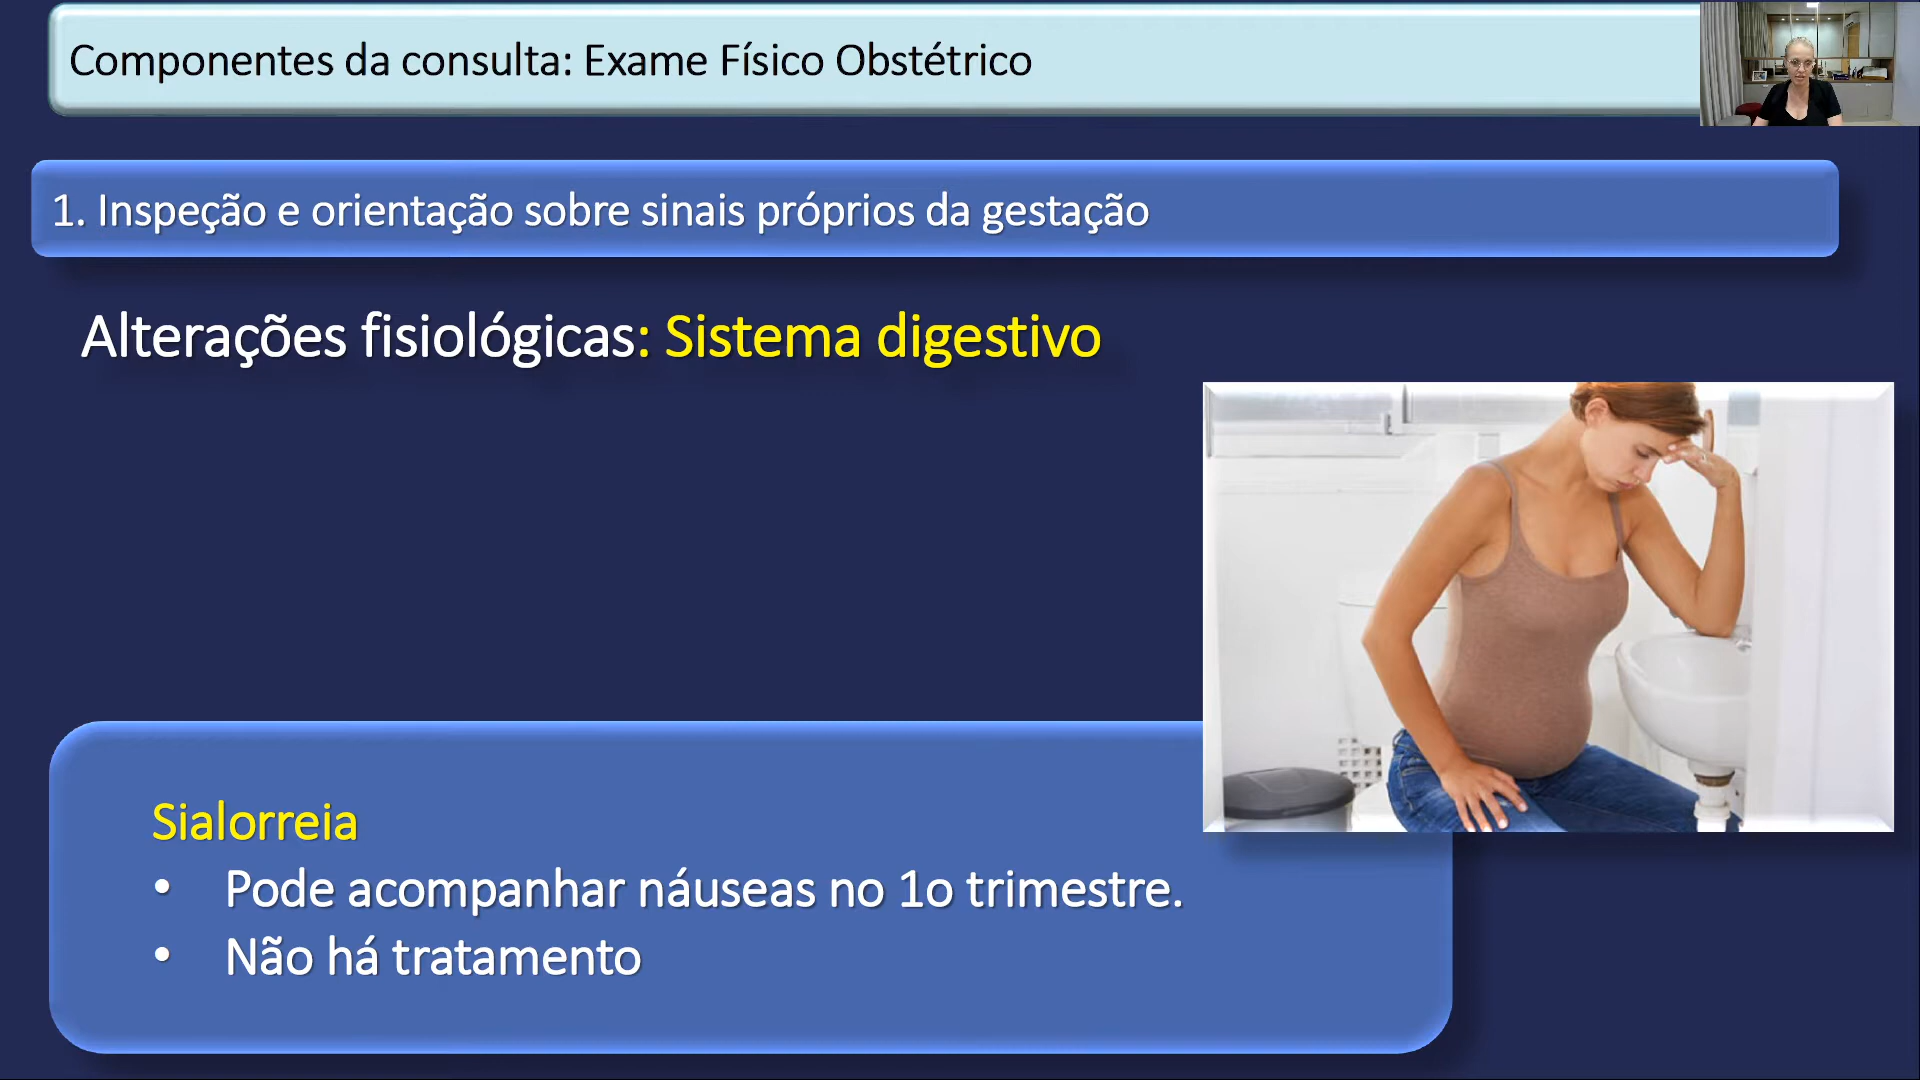 Componentes da consulta: Exame Físico Obstétrico
1. Inspeção e orientação sobre sinais próprios da gestação
Alterações fisiológicas: Sistema digestivo
Sialorreia
• Pode acompanhar náuseas no 1o trimestre.
• Não há tratamento